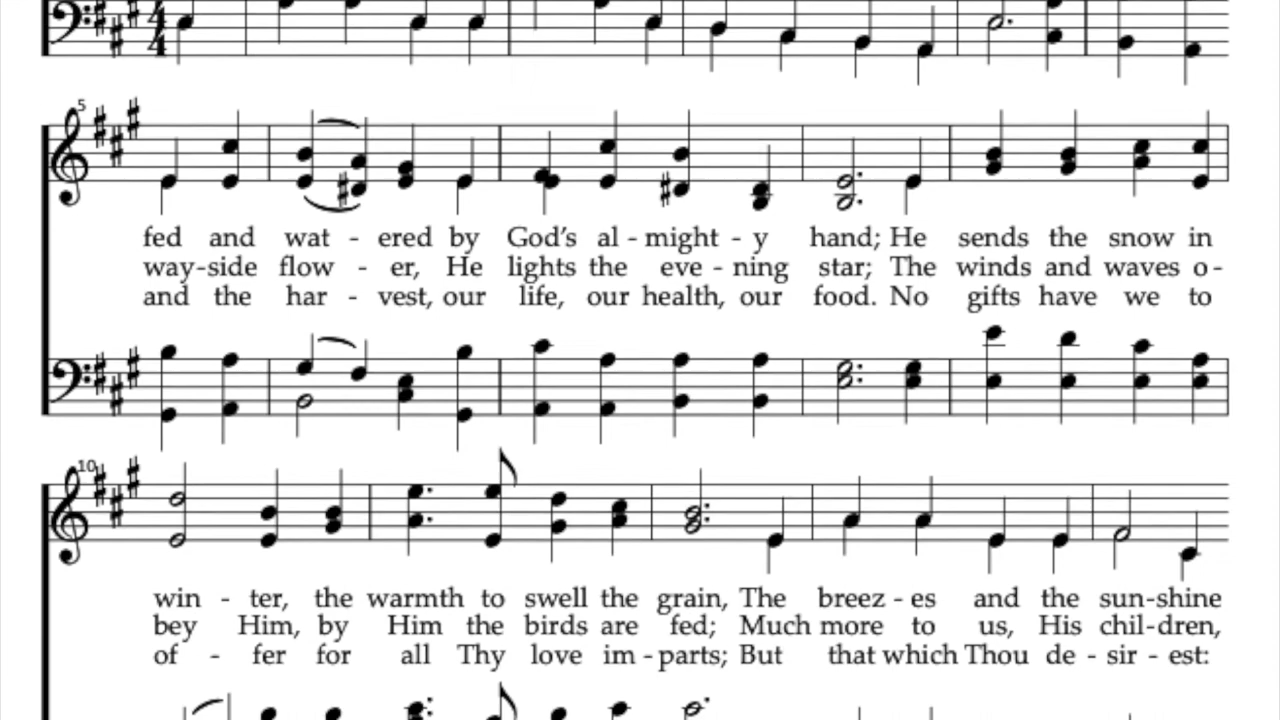 4
4
5
fed and wat - ered by God's al - might - y hand; He sends the snow in
way-side flow - er, He lights the eve - ning star; The winds and waves o -
and the har - vest, our life, our health, our food. No gifts have we to
10
win - ter, the warmth to swell the grain, The breez - es and the sun-shine
bey Him, by Him the birds are fed; Much more to us, His chil-dren,
of - fer for all Thy love im - parts; But that which Thou de - sir - est: